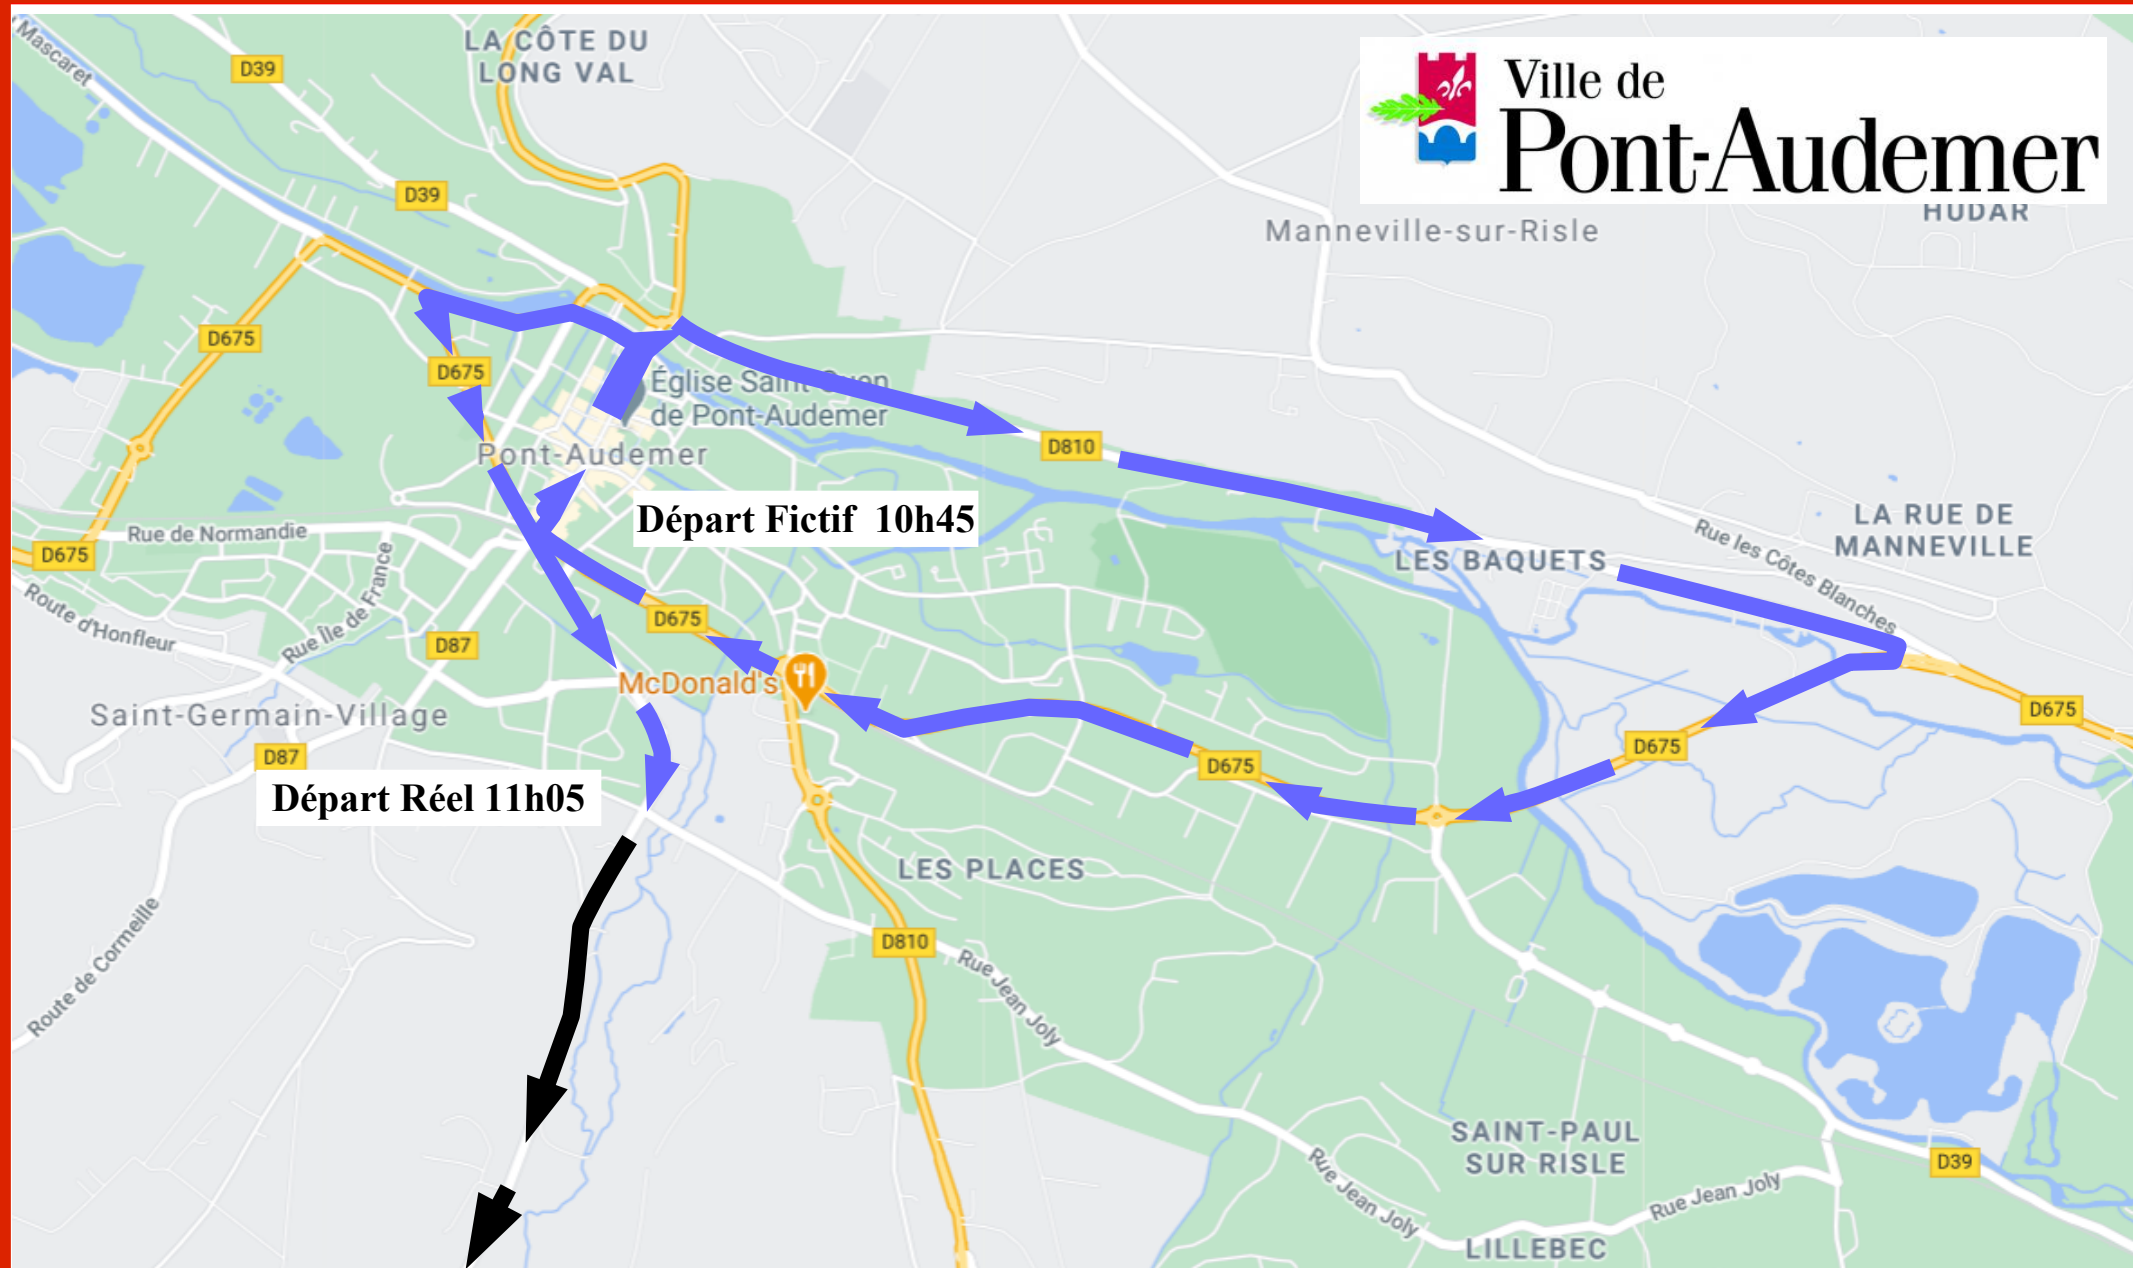 Mascaret
D39
LA CÔTE DU
LONG VAL
Ville de
Pont-Audemer
D39
HUDAR
Manneville-sur-Risle
D675
D675
Église Saint-Ouen
de Pont-Audemer
D810
Pont-Audemer
Départ Fictif 10h45
Rue de Normandie
D675
LES BAQUETS
Rue les Côtes Blanches
LA RUE DE
MANNEVILLE
Route d'Honfleur
Rue Île de France
D87
D675
McDonald's
Saint-Germain-Village
D87
D675
D675
D675
Départ Réel 11h05
LES PLACES
Route de Cormeille
D810
Rue Jean Joly
SAINT-PAUL
SUR RISLE
D39
Rue Jean Joly
Rue Jean Joly
LILLEBEC